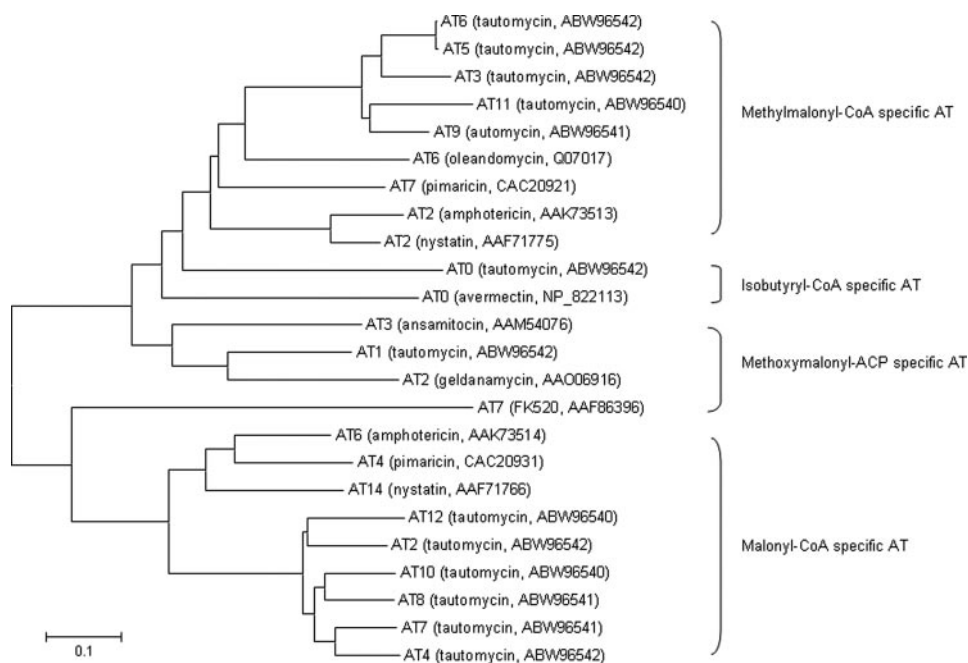 AT6 (tautomycin, ABW96542)
AT5 (tautomycin, ABW96542)
AT3 (tautomycin, ABW96542)
AT11 (tautomycin, ABW96540)
Methylmalonyl-CoA specific AT
AT9 (automycin, ABW96541)
AT6 (oleandomycin, Q07017)
AT7 (pimaricin, CAC20921)
AT2 (amphotericin, AAK73513)
AT2 (nystatin, AAF71775)
AT0 (tautomycin, ABW96542)
Isobutyryl-CoA specific AT
AT0 (avermectin, NP_822113)
AT3 (ansamitocin, AAM54076)
AT1 (tautomycin, ABW96542)
Methoxymalonyl-ACP specific AT
AT2 (geldanamycin, AAO06916)
AT7 (FK520, AAF86396)
AT6 (amphotericin, AAK73514)
AT4 (pimaricin, CAC20931)
AT14 (nystatin, AAF71766)
AT12 (tautomycin, ABW96540)
AT2 (tautomycin, ABW96542)
Malonyl-CoA specific AT
AT10 (tautomycin, ABW96540)
AT8 (tautomycin, ABW96541)
AT7 (tautomycin, ABW96541)
AT4 (tautomycin, ABW96542)
0.1